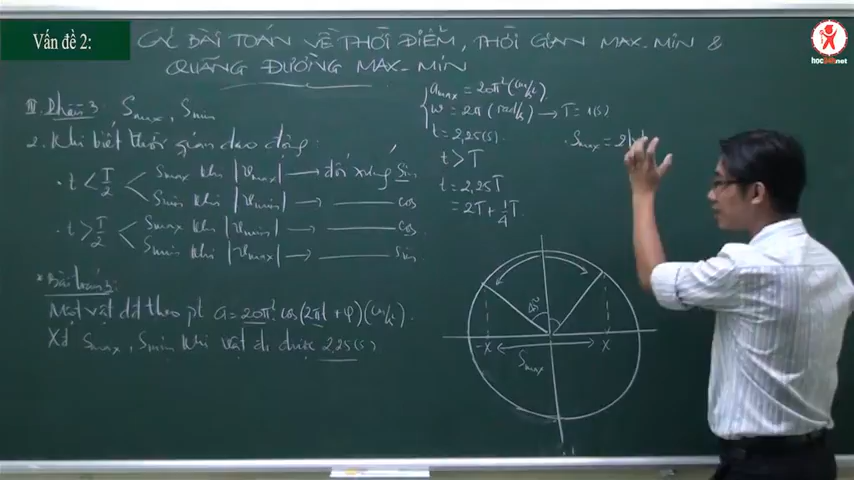 Vấn đề 2:
CÁC BÀI TOÁN VỀ THỜI ĐIỂM, THỜI GIAN MAX-MIN &
QUÃNG ĐƯỜNG MAX-MIN
hoc24h.net
III. Phần 3: Smax, Smin
2. Khi biết thời gian dao động:
• t < T/2 < Smax khi |vmax| → đối xứng Sin
Smin khi |vmin| → cos
• t > T/2 < Smax khi |vmin| → cos
Smin khi |vmax| → Sin
* Bài toán 3:
Một vật dđ theo pt a = 20π² cos(2πt + φ) (cm/s²).
XĐ Smax, Smin khi vật đi được 2,25(s)
amax = 20π² (cm/s²)
ω = 2π (rad/s) → T = 1(s)
t = 2,25(s).
t > T
t = 2,25T
= 2T + 1/4T
Smax = 2
-x
x
Smax